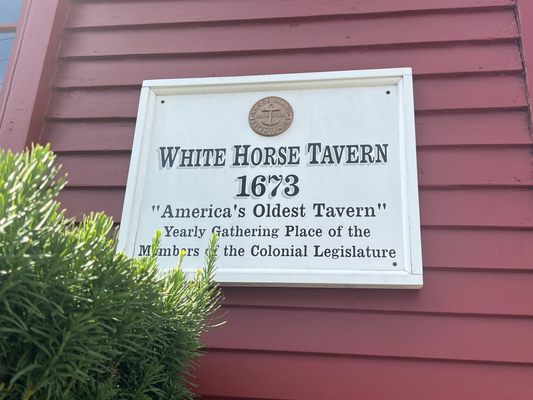 WHITE HORSE TAVERN
1673
"America's Oldest Tavern"
Yearly Gathering Place of the
Members of the Colonial Legislature